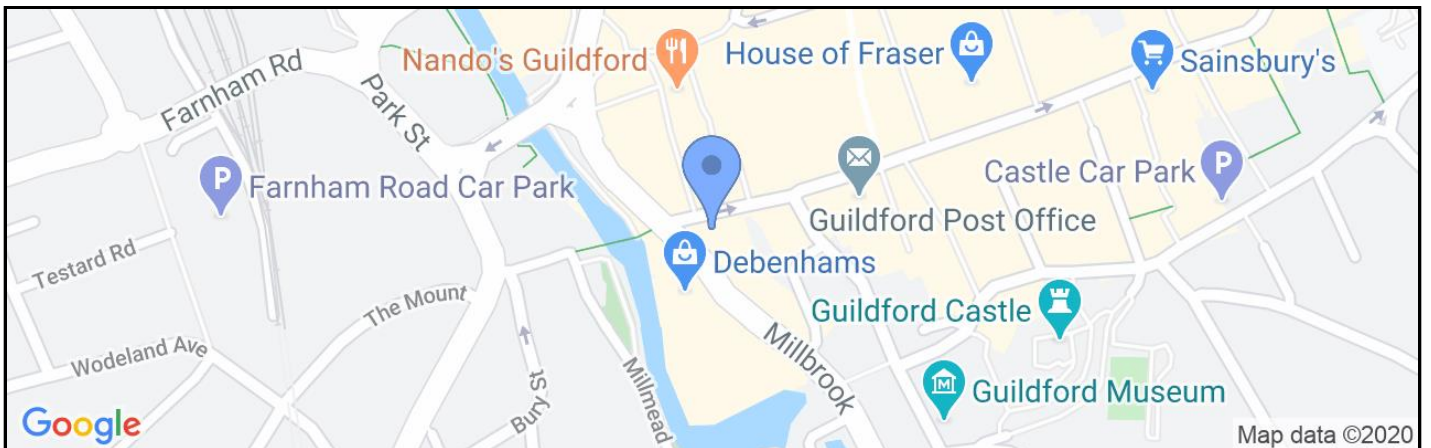 Farnham Rd
Park St
Nando's Guildford
House of Fraser
Sainsbury's
P
Farnham Road Car Park
Castle Car Park
P
Guildford Post Office
Testard Rd
Debenhams
The Mount
Guildford Castle
Wodeland Ave
Millbrook
Bury St
Millmead
M
Guildford Museum
Google
Map data ©2020